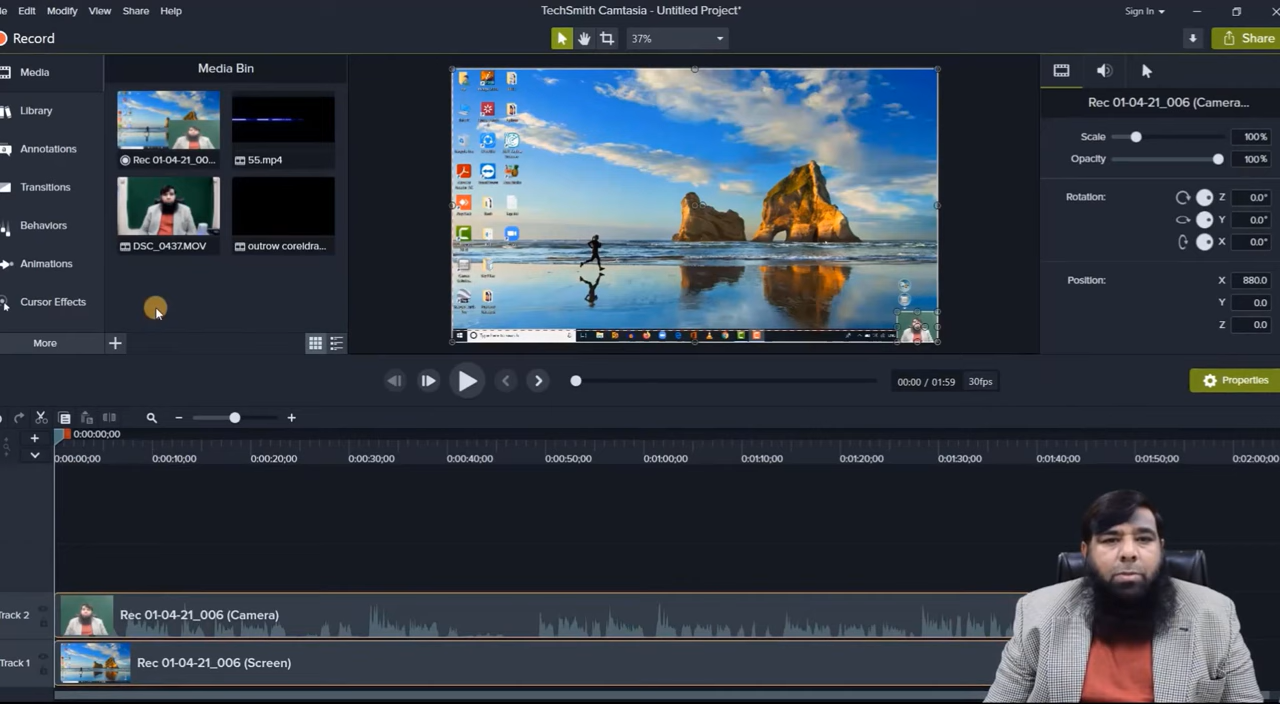 TechSmith Camtasia - Untitled Project*
Edit
Modify
View
Share
Help
Sign In
Record
37%
Share
Media
Library
Annotations
Transitions
Behaviors
Animations
Cursor Effects
More
Media Bin
Rec 01-04-21_00...
55.mp4
DSC_0437.MOV
outrow coreldra...
Rec 01-04-21_006 (Camera...
Scale 100%
Opacity 100%
Rotation: Z 0.0°
Y 0.0°
X 0.0°
Position: X 880.0
Y 0.0
Z 0.0
00:00 / 01:59 30fps
Properties
0:00:00;00
0:00:00;00 0:00:10;00 0:00:20;00 0:00:30;00 0:00:40;00 0:00:50;00 0:01:00;00 0:01:10;00 0:01:20;00 0:01:30;00 0:01:40;00 0:01:50;00 0:02:00;00
Track 2
Rec 01-04-21_006 (Camera)
Track 1
Rec 01-04-21_006 (Screen)